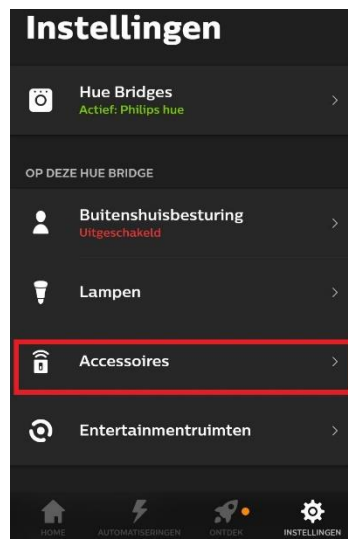 Instellingen
Hue Bridges
Actief: Philips hue
OP DEZE HUE BRIDGE
Buitenshuisbesturing
Uitgeschakeld
Lampen
Accessoires
Entertainmentruimten
HOME AUTOMATISERINGEN ONTDEK INSTELLINGEN